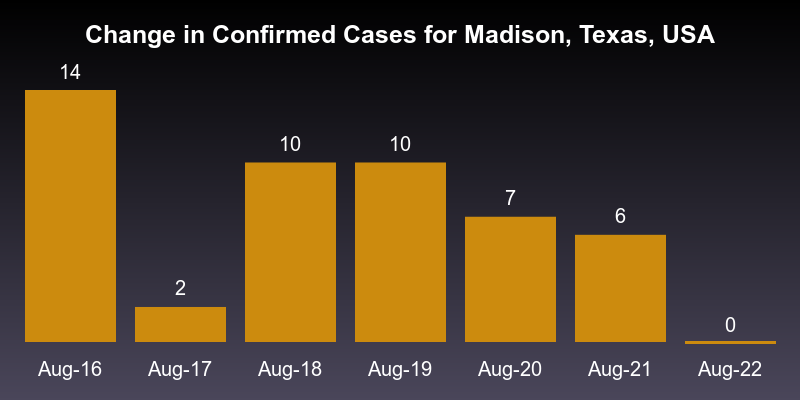 Change in Confirmed Cases for Madison, Texas, USA
14
2
10
10
7
6
0
Aug-16
Aug-17
Aug-18
Aug-19
Aug-20
Aug-21
Aug-22